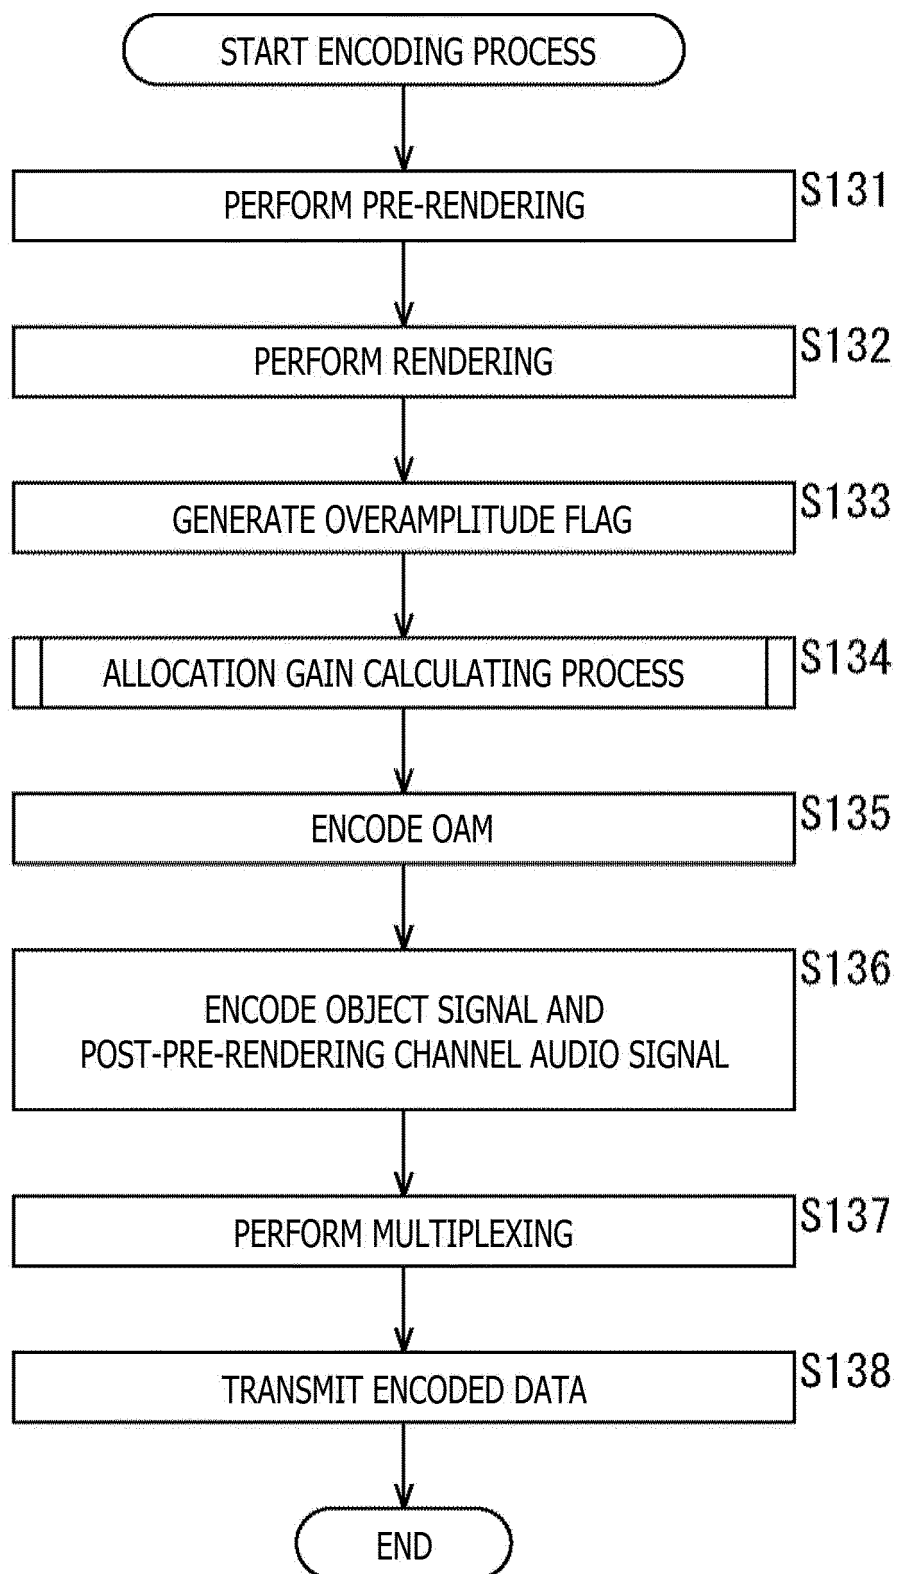 START ENCODING PROCESS
S131
PERFORM PRE-RENDERING
S132
PERFORM RENDERING
S133
GENERATE OVERAMPLITUDE FLAG
S134
ALLOCATION GAIN CALCULATING PROCESS
S135
ENCODE OAM
S136
ENCODE OBJECT SIGNAL AND
POST-PRE-RENDERING CHANNEL AUDIO SIGNAL
S137
PERFORM MULTIPLEXING
S138
TRANSMIT ENCODED DATA
END